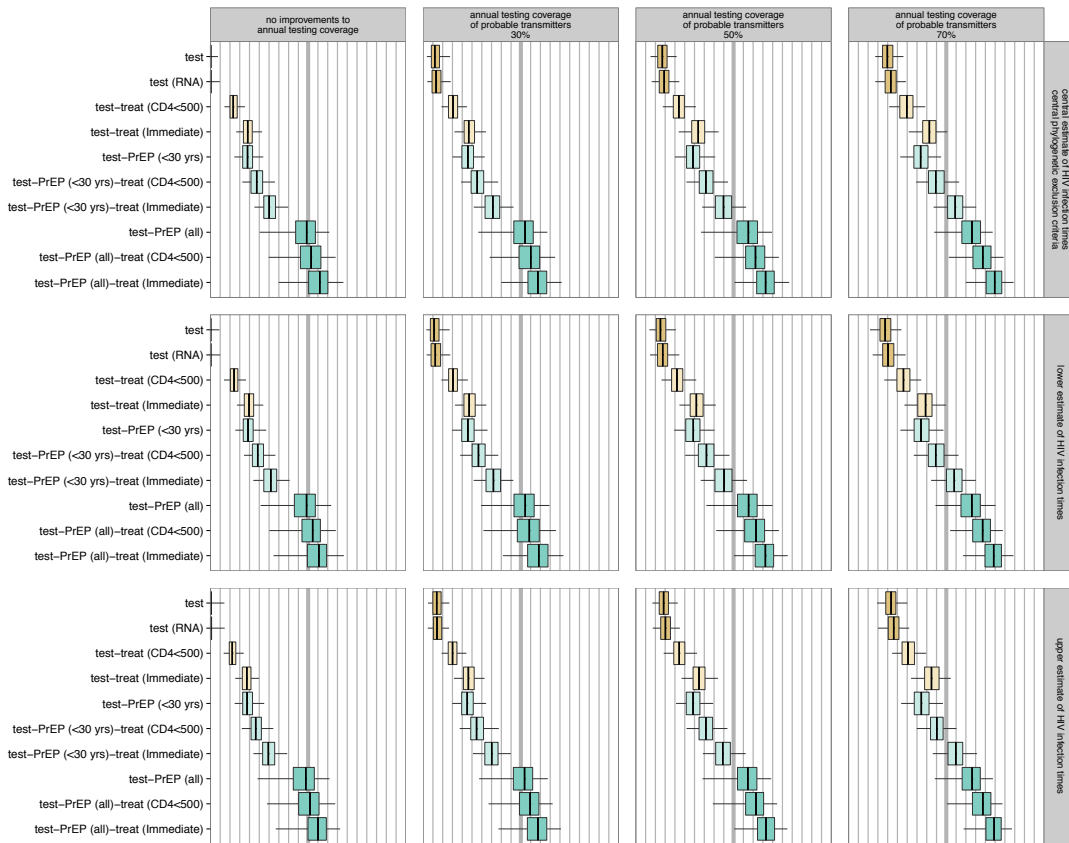 no improvements to
annual testing coverage
annual testing coverage
of probable transmitters
30%
annual testing coverage
of probable transmitters
50%
annual testing coverage
of probable transmitters
70%
test
test (RNA)
test−treat (CD4<500)
test−treat (Immediate)
test−PrEP (<30 yrs)
test−PrEP (<30 yrs)−treat (CD4<500)
test−PrEP (<30 yrs)−treat (Immediate)
test−PrEP (all)
test−PrEP (all)−treat (CD4<500)
test−PrEP (all)−treat (Immediate)
central estimate of HIV infection times
central phylogenetic exclusion criteria
test
test (RNA)
test−treat (CD4<500)
test−treat (Immediate)
test−PrEP (<30 yrs)
test−PrEP (<30 yrs)−treat (CD4<500)
test−PrEP (<30 yrs)−treat (Immediate)
test−PrEP (all)
test−PrEP (all)−treat (CD4<500)
test−PrEP (all)−treat (Immediate)
lower estimate of HIV infection times
test
test (RNA)
test−treat (CD4<500)
test−treat (Immediate)
test−PrEP (<30 yrs)
test−PrEP (<30 yrs)−treat (CD4<500)
test−PrEP (<30 yrs)−treat (Immediate)
test−PrEP (all)
test−PrEP (all)−treat (CD4<500)
test−PrEP (all)−treat (Immediate)
upper estimate of HIV infection times